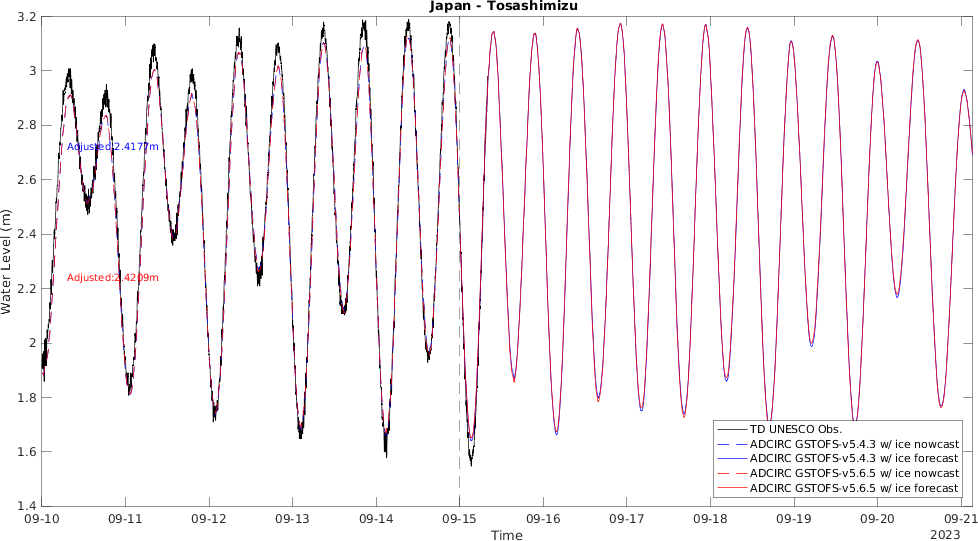 Japan - Tosashimizu
3.2
3
2.8
2.6
2.4
2.2
2
1.8
1.6
1.4
Water Level (m)
Adjusted:2.4177m
Adjusted:2.4209m
TD UNESCO Obs.
ADCIRC GSTOFS-v5.4.3 w/ ice nowcast
ADCIRC GSTOFS-v5.4.3 w/ ice forecast
ADCIRC GSTOFS-v5.6.5 w/ ice nowcast
ADCIRC GSTOFS-v5.6.5 w/ ice forecast
09-10 09-11 09-12 09-13 09-14 09-15 09-16 09-17 09-18 09-19 09-20 09-21
Time
2023